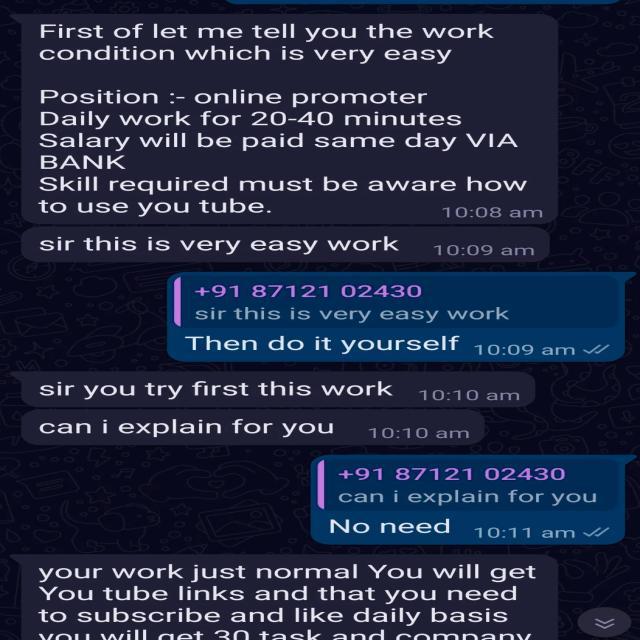 First of let me tell you the work
condition which is very easy
Position :- online promoter
Daily work for 20-40 minutes
Salary will be paid same day VIA
BANK
Skill required must be aware how
to use you tube.
10:08 am
sir this is very easy work
10:09 am
+91 87121 02430
sir this is very easy work
Then do it yourself
10:09 am
sir you try first this work
10:10 am
can i explain for you
10:10 am
+91 87121 02430
can i explain for you
No need
10:11 am
your work just normal You will get
You tube links and that you need
to subscribe and like daily basis
you will get 30 task and company